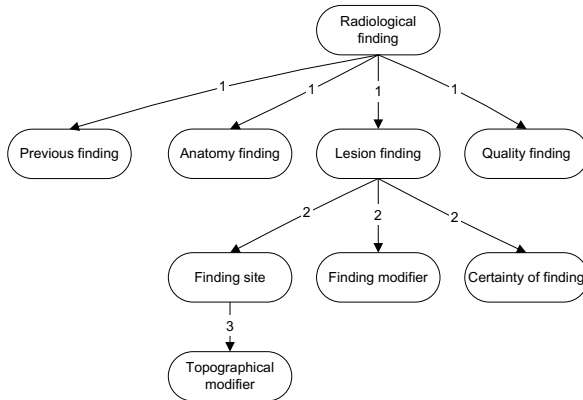 Radiological
finding
1
1
1
1
Previous finding
Anatomy finding
Lesion finding
Quality finding
2
2
2
Finding site
Finding modifier
Certainty of finding
3
Topographical
modifier